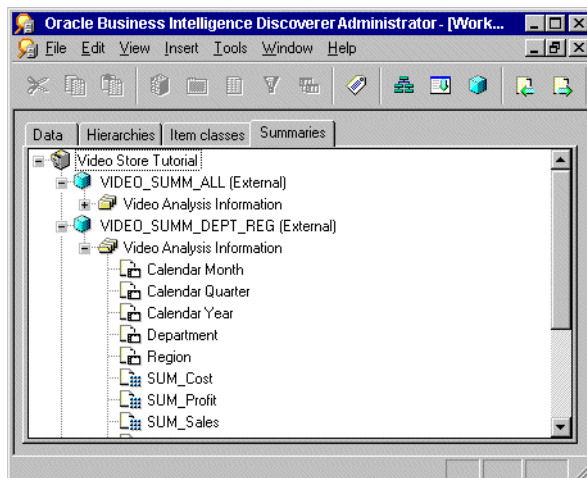 Oracle Business Intelligence Discoverer Administrator - [Work...
File Edit View Insert Tools Window Help
Data Hierarchies Item classes Summaries
Video Store Tutorial
VIDEO_SUMM_ALL (External)
Video Analysis Information
VIDEO_SUMM_DEPT_REG (External)
Video Analysis Information
Calendar Month
Calendar Quarter
Calendar Year
Department
Region
SUM_Cost
SUM_Profit
SUM_Sales